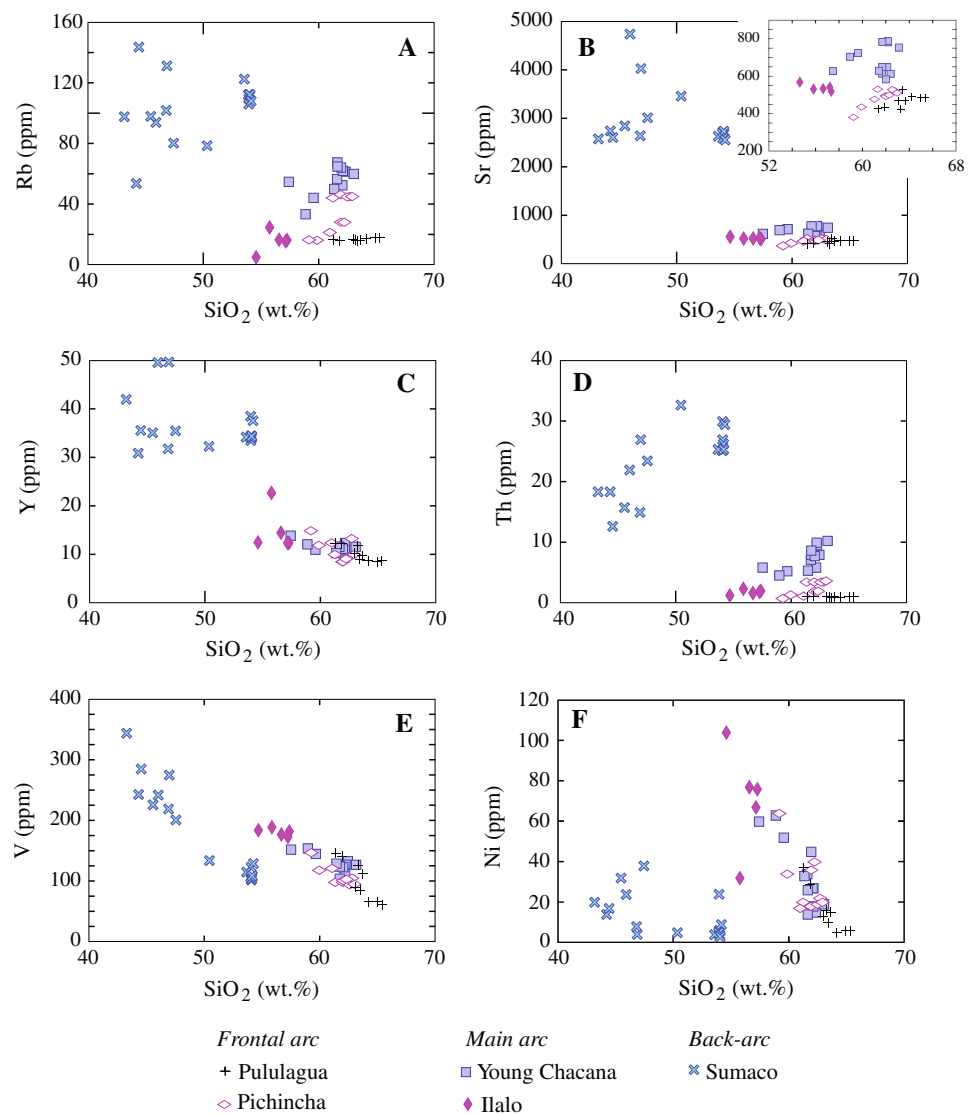 A
Rb (ppm)
160
120
80
40
0
40 50 60 70
SiO2 (wt.%)
B
Sr (ppm)
5000
4000
3000
2000
1000
0
40 50 60 70
SiO2 (wt.%)
800
600
400
200
52 60 68
C
Y (ppm)
50
40
30
20
10
0
40 50 60 70
SiO2 (wt.%)
D
Th (ppm)
40
30
20
10
0
40 50 60 70
SiO2 (wt.%)
E
V (ppm)
400
300
200
100
0
40 50 60 70
SiO2 (wt.%)
F
Ni (ppm)
120
100
80
60
40
20
0
40 50 60 70
SiO2 (wt.%)
Frontal arc Main arc Back-arc
Pululagua Young Chacana Sumaco
Pichincha Ilalo